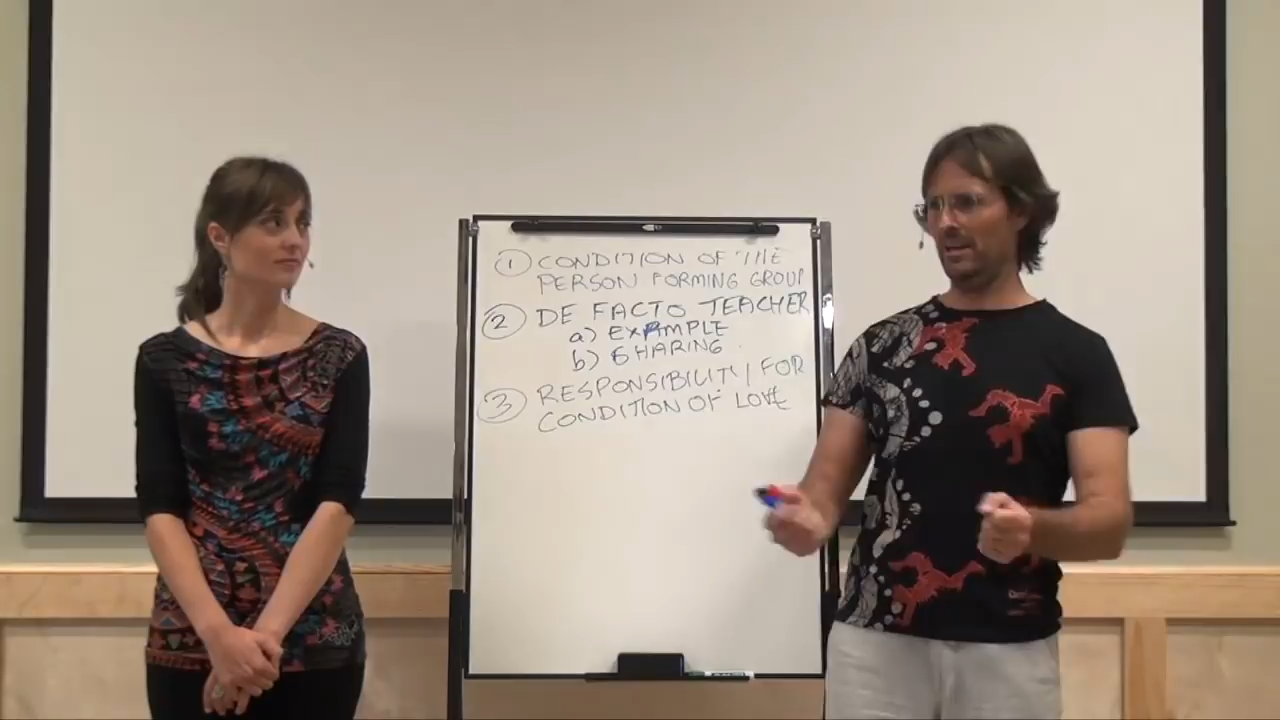 ① CONDITION OF THE
PERSON FORMING GROUP
② DE FACTO TEACHER
a) EXAMPLE
b) SHARING
③ RESPONSIBILITY FOR
CONDITION OF LOVE